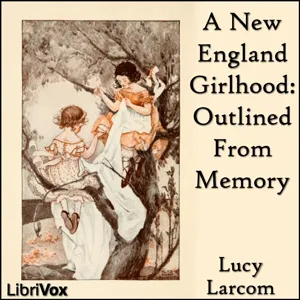 A New
England
Girlhood:
Outlined
From
Memory
Lucy
Larcom
LibriVox